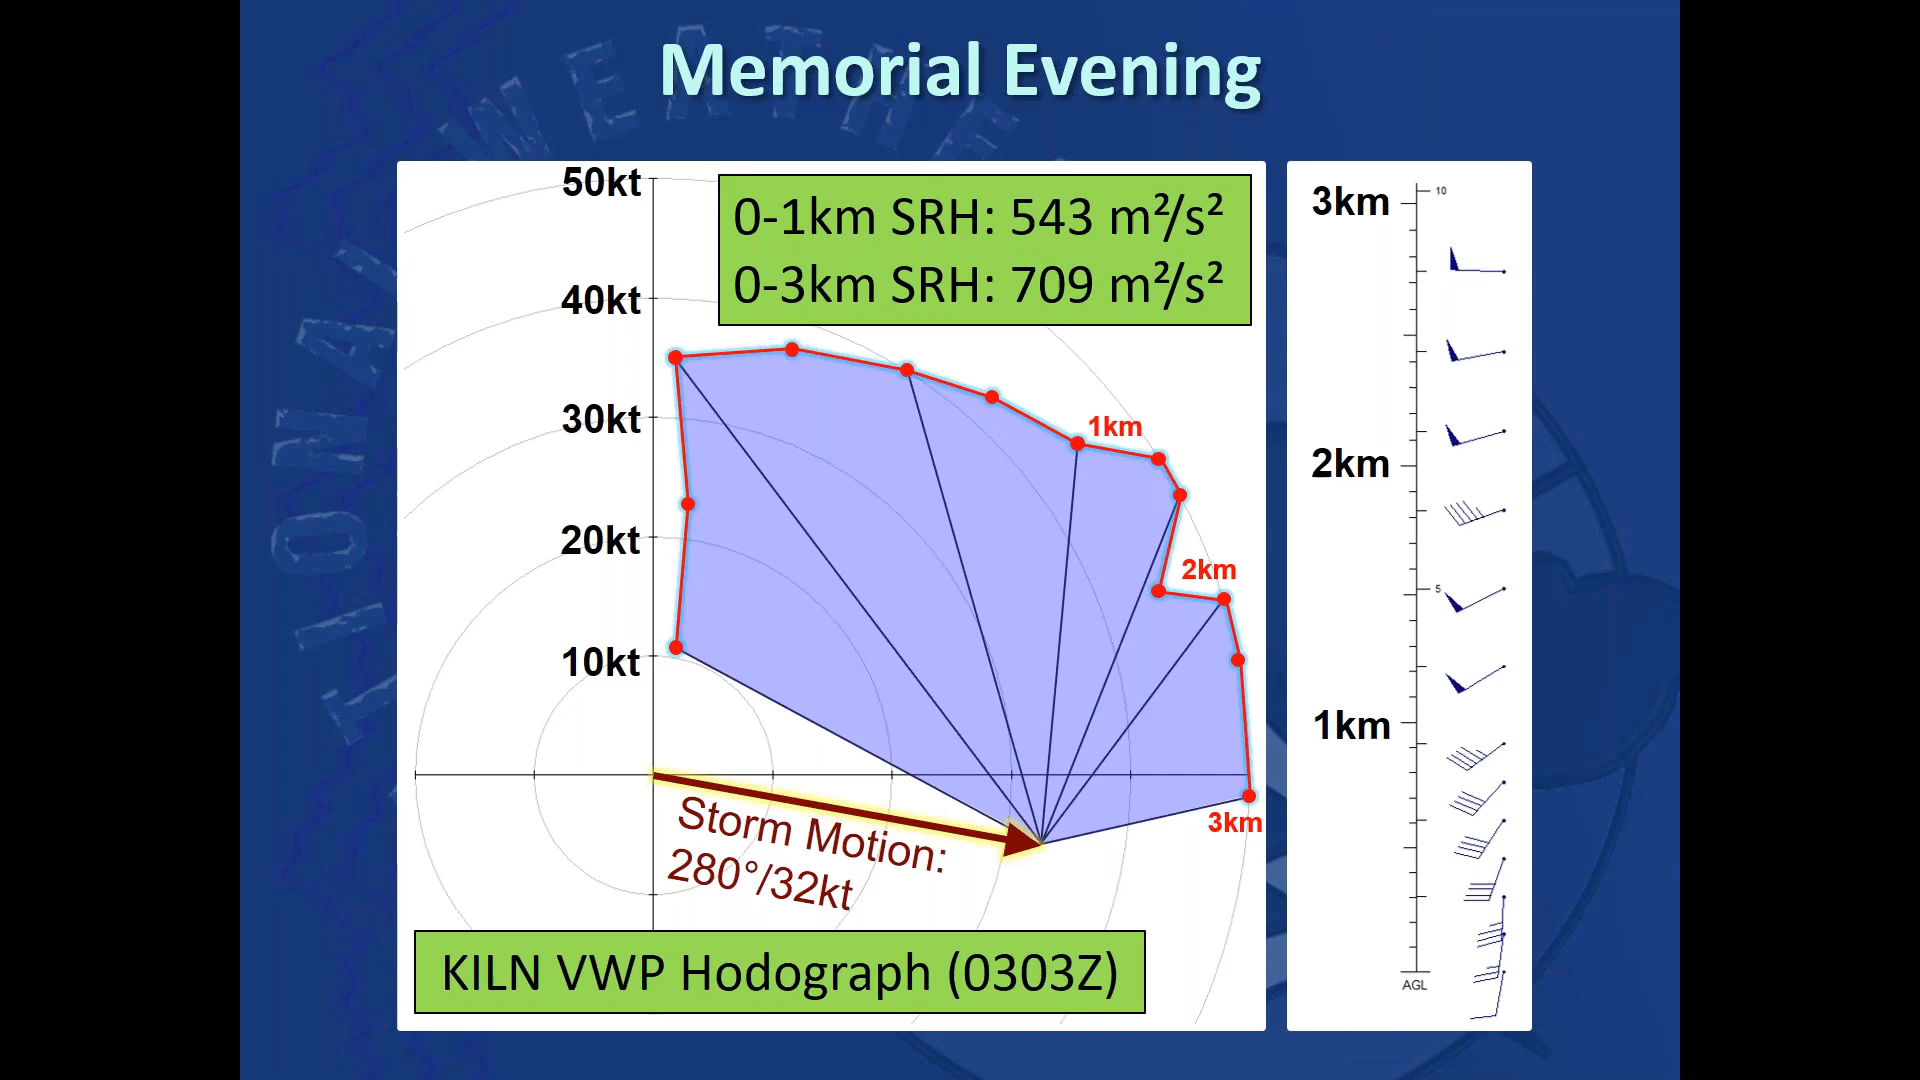 Memorial Evening
50kt
0-1km SRH: 543 m²/s²
0-3km SRH: 709 m²/s²
40kt
30kt
1km
20kt
2km
10kt
Storm Motion:
280°/32kt
3km
KILN VWP Hodograph (0303Z)
3km
10
2km
5
1km
AGL